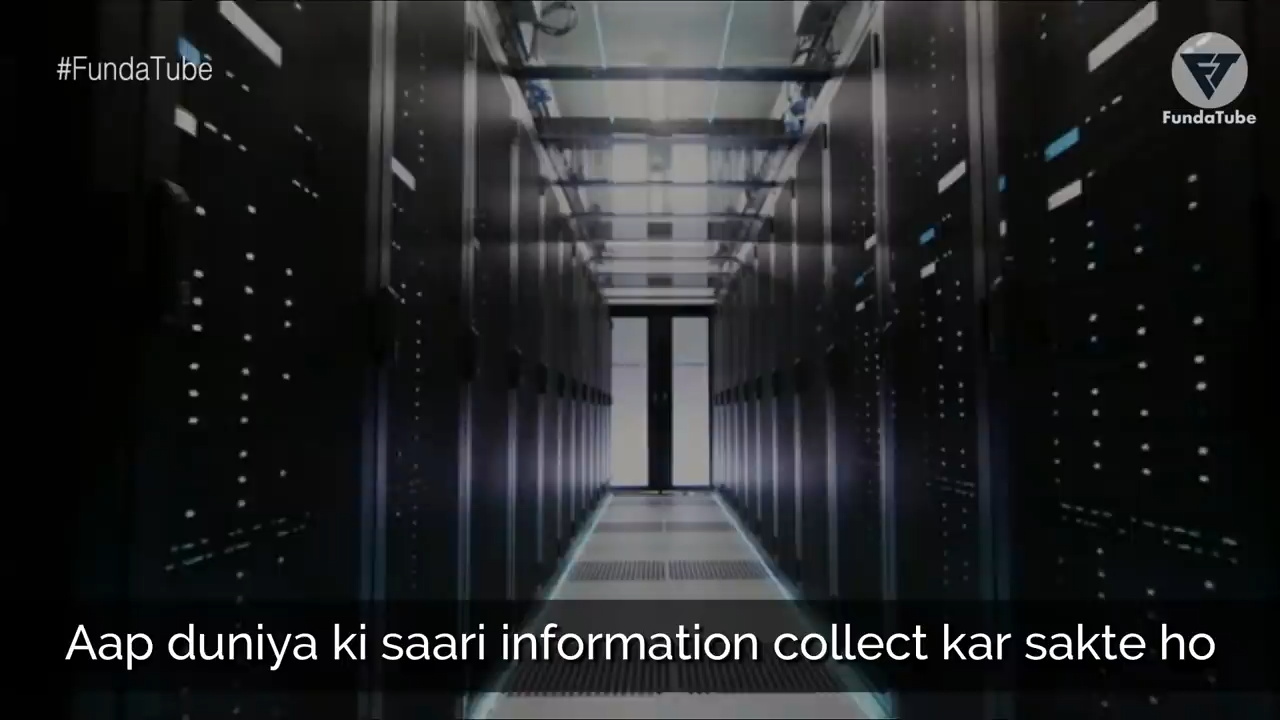 #FundaTube
FundaTube
Aap duniya ki saari information collect kar sakte ho